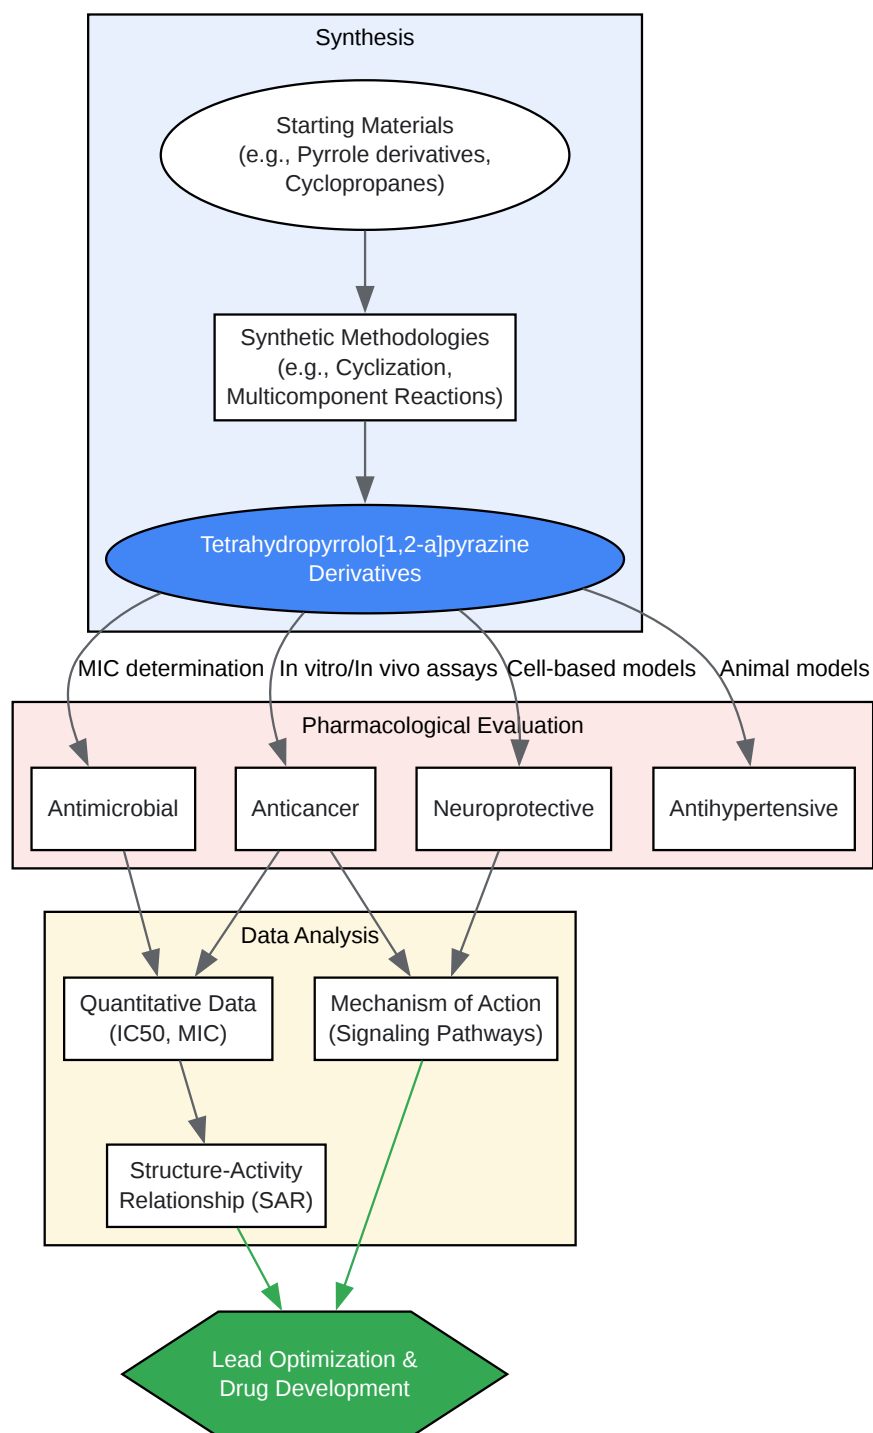 Synthesis
Starting Materials
(e.g., Pyrrole derivatives,
Cyclopropanes)
Synthetic Methodologies
(e.g., Cyclization,
Multicomponent Reactions)
Tetrahydropyrrolo[1,2-a]pyrazine
Derivatives
MIC determination
In vitro/In vivo assays
Cell-based models
Animal models
Pharmacological Evaluation
Antimicrobial
Anticancer
Neuroprotective
Antihypertensive
Data Analysis
Quantitative Data
(IC50, MIC)
Mechanism of Action
(Signaling Pathways)
Structure-Activity
Relationship (SAR)
Lead Optimization &
Drug Development